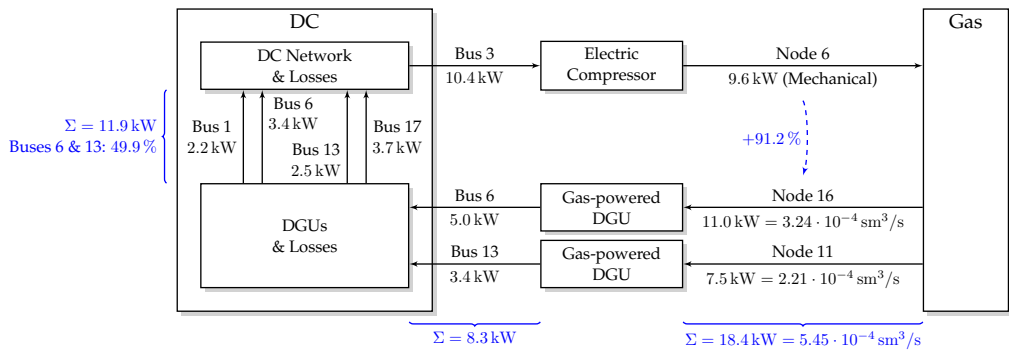 DC
Gas
DC Network
& Losses
Bus 3
10.4 kW
Electric
Compressor
Node 6
9.6 kW (Mechanical)
Σ = 11.9 kW
Buses 6 & 13: 49.9 %
Bus 1
2.2 kW
Bus 6
3.4 kW
Bus 13
2.5 kW
Bus 17
3.7 kW
+91.2 %
DGUs
& Losses
Bus 6
5.0 kW
Gas-powered
DGU
Node 16
11.0 kW = 3.24 · 10⁻⁴ sm³/s
Bus 13
3.4 kW
Gas-powered
DGU
Node 11
7.5 kW = 2.21 · 10⁻⁴ sm³/s
Σ = 8.3 kW
Σ = 18.4 kW = 5.45 · 10⁻⁴ sm³/s